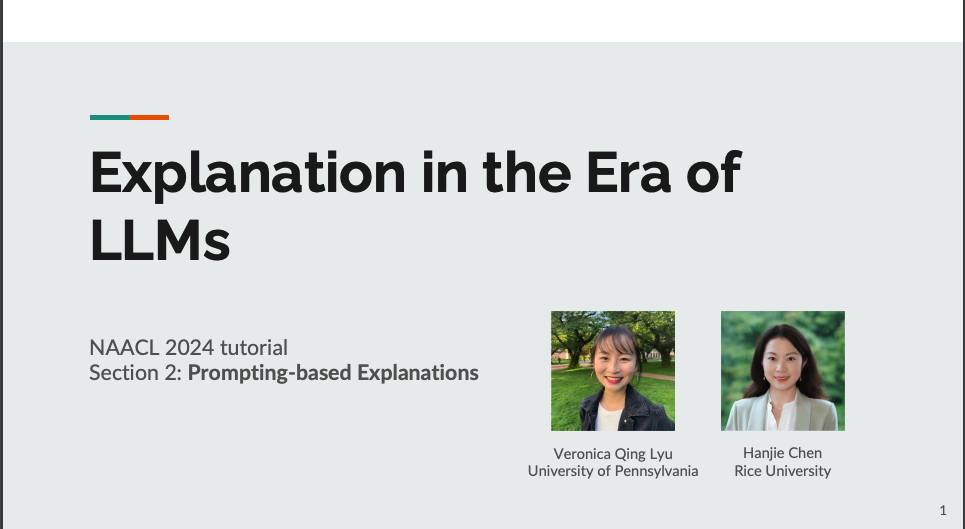 Explanation in the Era of
LLMs
NAACL 2024 tutorial
Section 2: Prompting-based Explanations
Veronica Qing Lyu
University of Pennsylvania
Hanjie Chen
Rice University
1